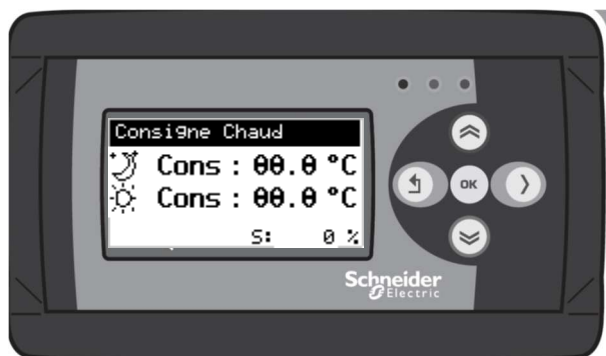 Consigne Chaud
Cons : 00.0 °C
Cons : 00.0 °C
S: 0 %
OK
Schneider
Electric